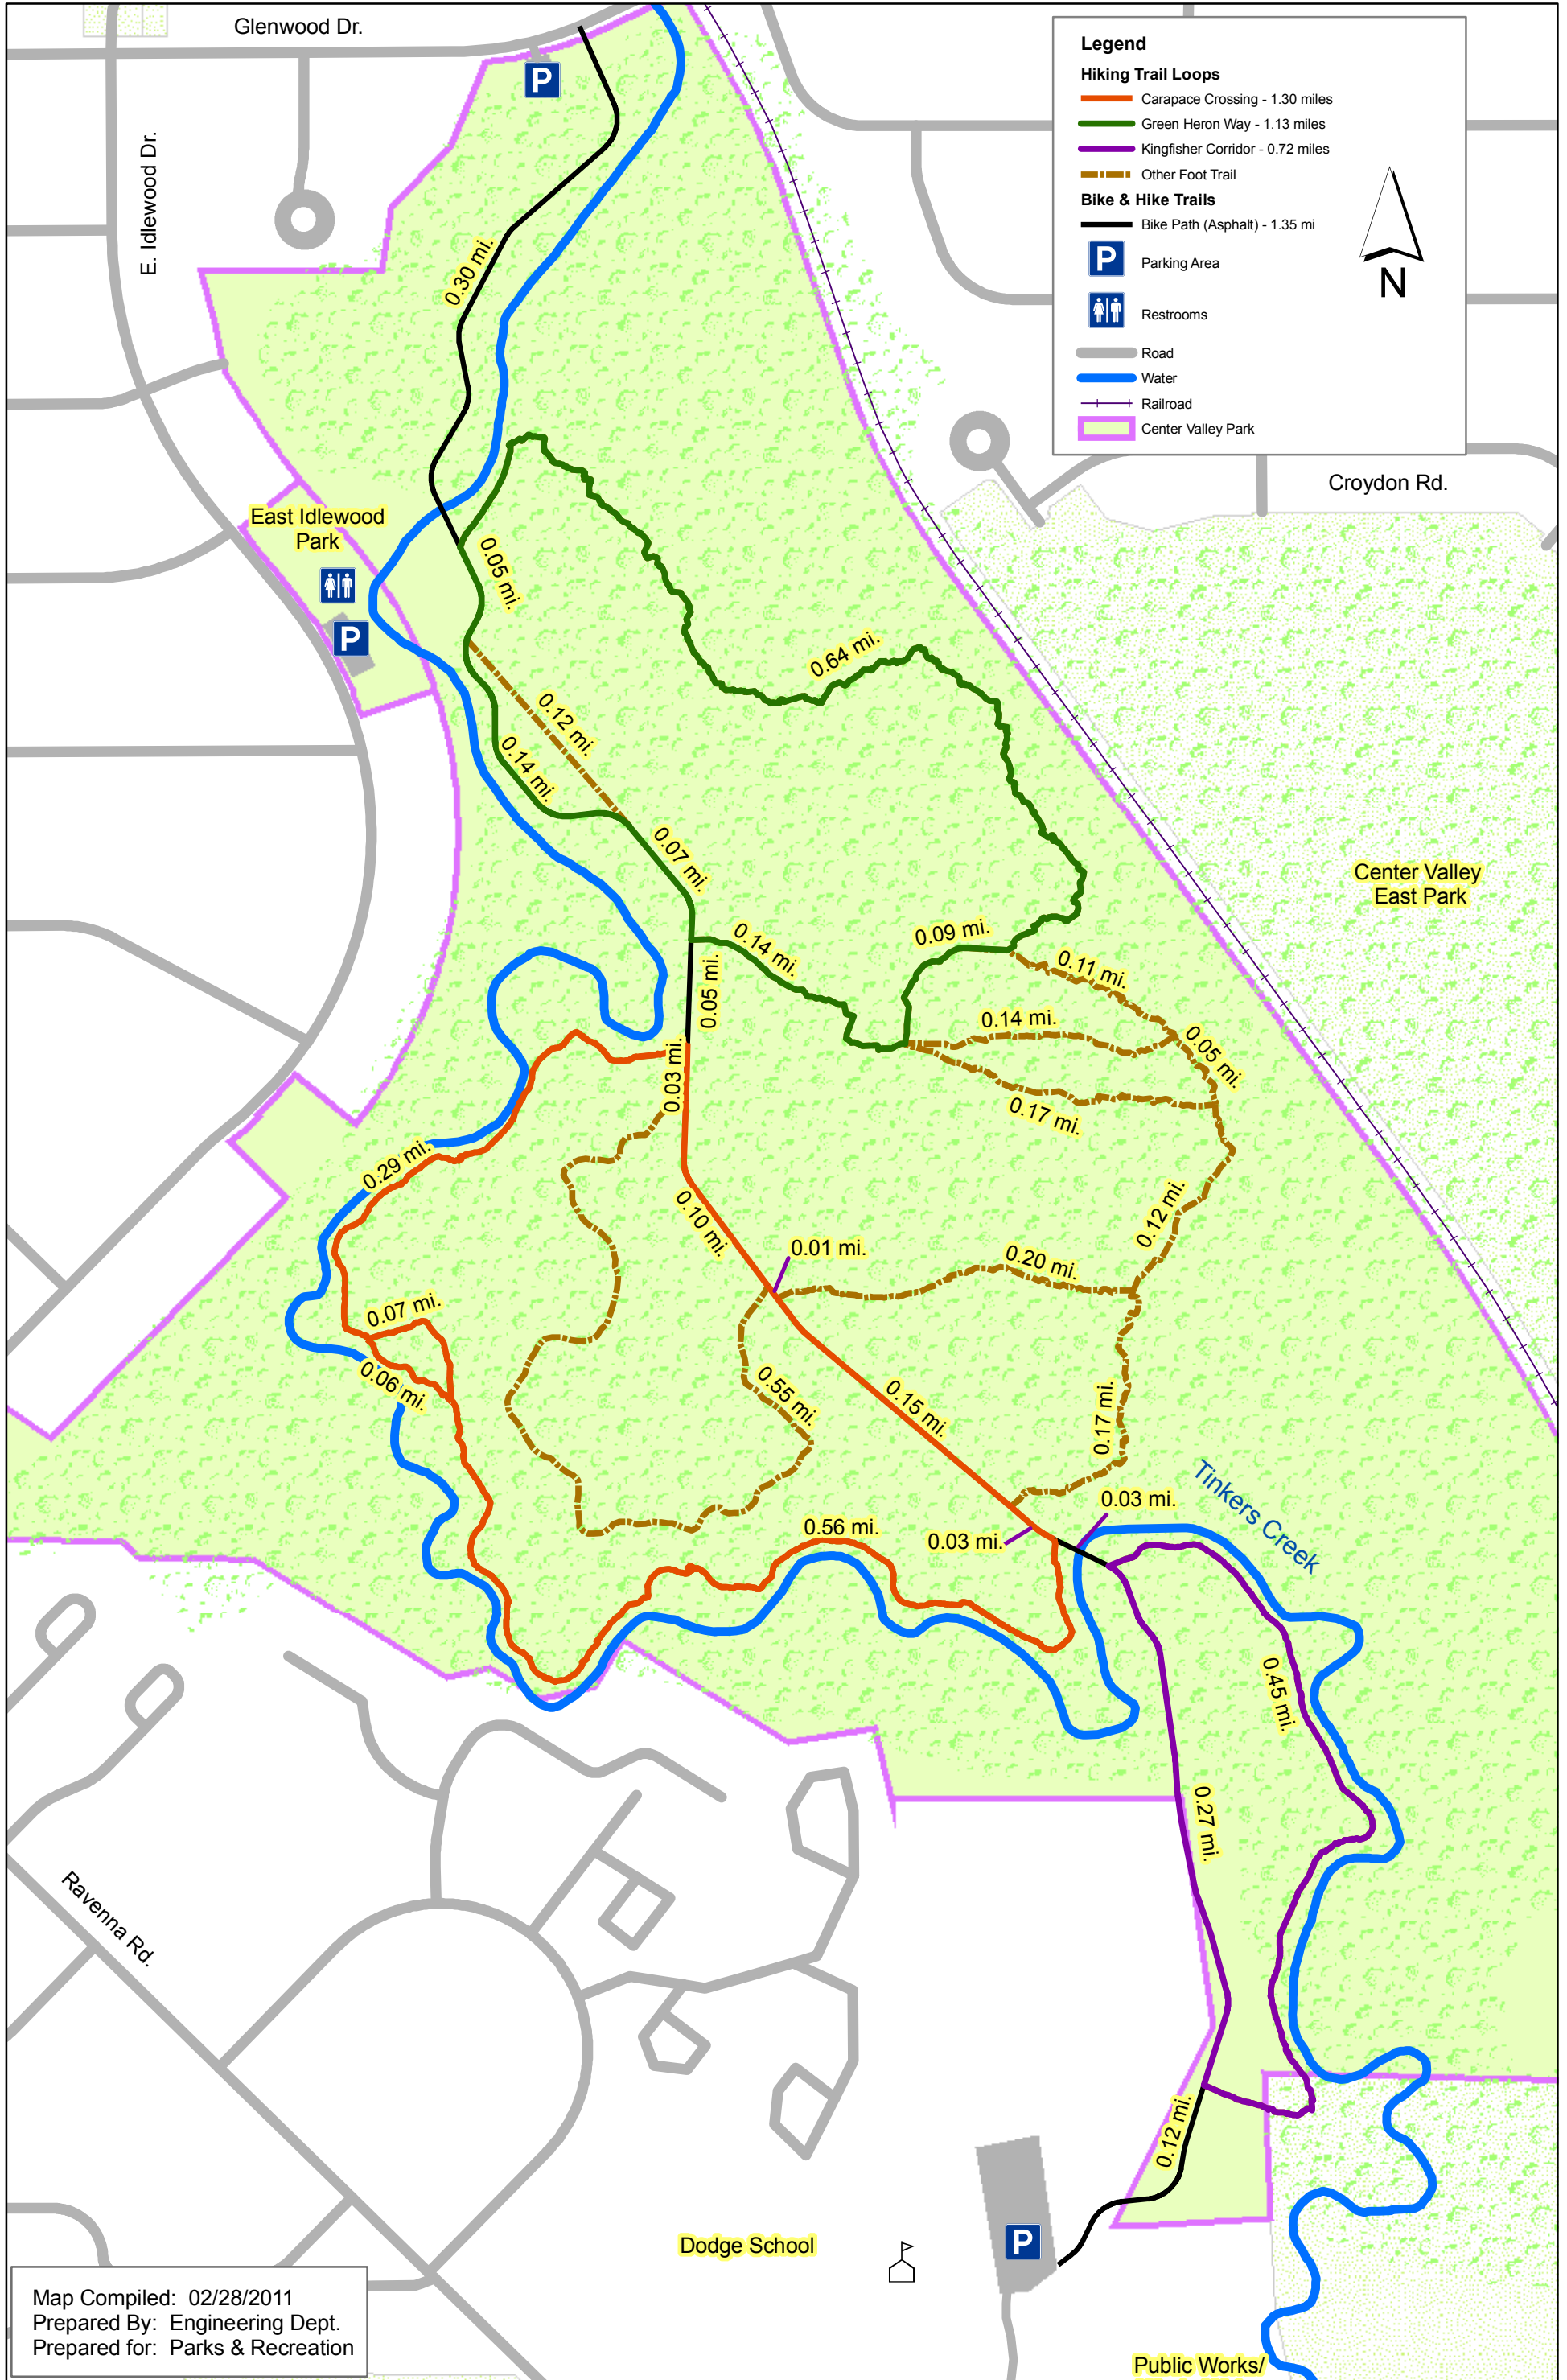 Glenwood Dr.
E. Idlewood Dr.
P
Legend
Hiking Trail Loops
Carapace Crossing - 1.30 miles
Green Heron Way - 1.13 miles
Kingfisher Corridor - 0.72 miles
Other Foot Trail
Bike & Hike Trails
Bike Path (Asphalt) - 1.35 mi
P Parking Area
Restrooms
Road
Water
Railroad
Center Valley Park
N
0.30 mi.
Croydon Rd.
East Idlewood
Park
P
0.05 mi.
0.64 mi.
0.12 mi.
0.14 mi.
0.07 mi.
Center Valley
East Park
0.14 mi.
0.09 mi.
0.11 mi.
0.05 mi.
0.14 mi.
0.05 mi.
0.03 mi.
0.17 mi.
0.29 mi.
0.10 mi.
0.12 mi.
0.01 mi.
0.20 mi.
0.07 mi.
0.06 mi.
0.55 mi.
0.15 mi.
0.17 mi.
Tinkers Creek
0.03 mi.
0.56 mi.
0.03 mi.
0.45 mi.
0.27 mi.
Ravenna Rd.
0.12 mi.
Dodge School
P
Map Compiled: 02/28/2011
Prepared By: Engineering Dept.
Prepared for: Parks & Recreation
Public Works/